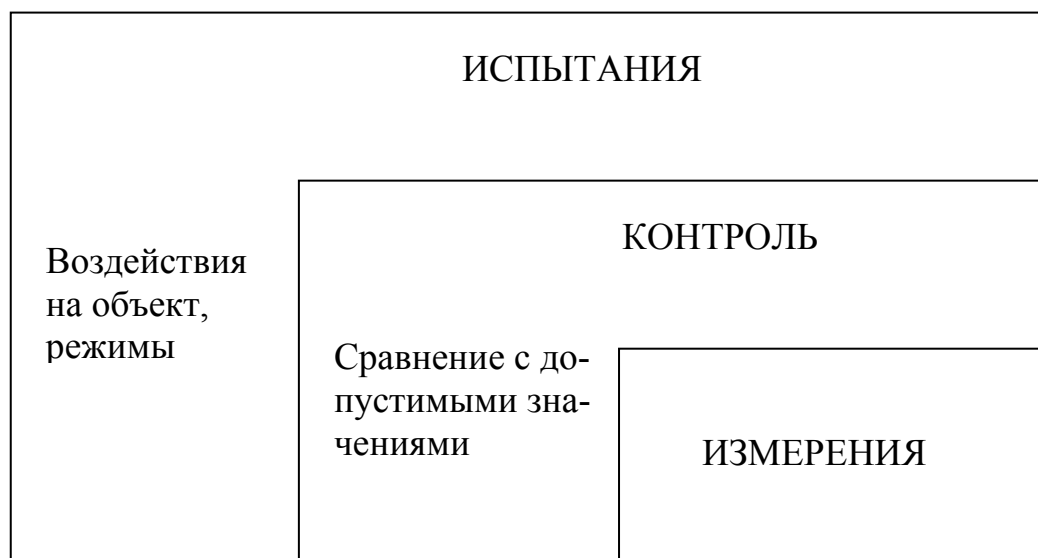 ИСПЫТАНИЯ
КОНТРОЛЬ
Воздействия
на объект,
режимы
Сравнение с до-
пустимыми зна-
чениями
ИЗМЕРЕНИЯ